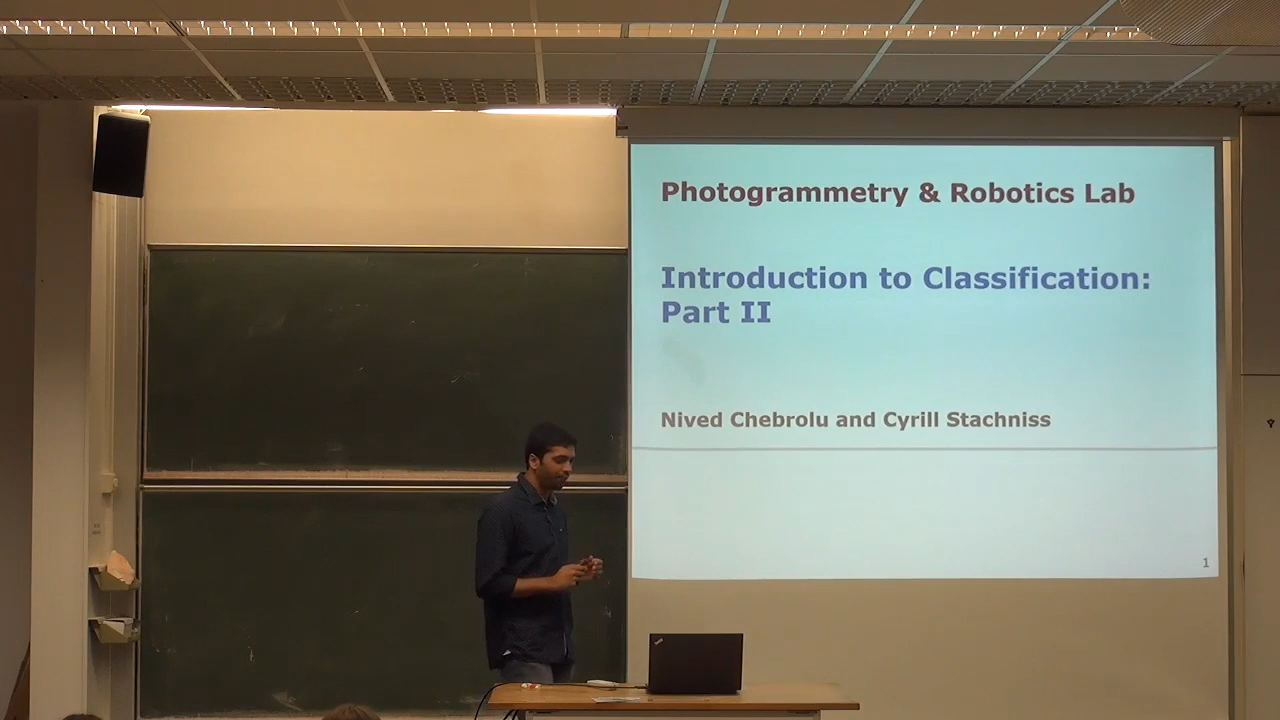 Photogrammetry & Robotics Lab
Introduction to Classification:
Part II
Nived Chebrolu and Cyrill Stachniss
1